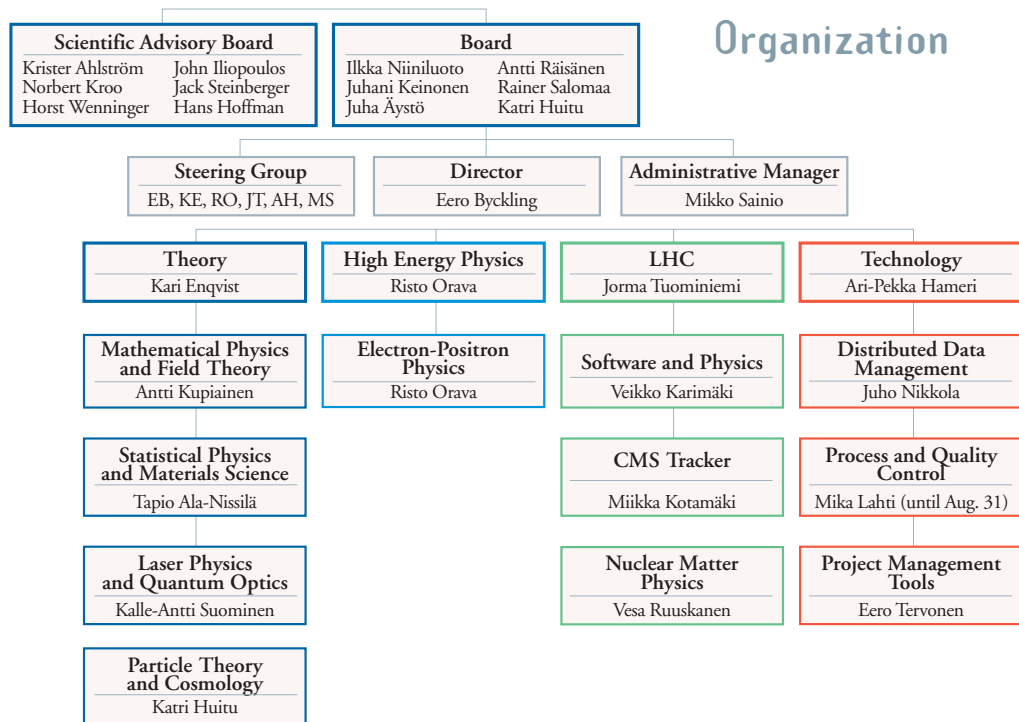 Organization
Scientific Advisory Board
Krister Ahlström John Iliopoulos
Norbert Kroo Jack Steinberger
Horst Wenninger Hans Hoffman
Board
Ilkka Niiniluoto Antti Räisänen
Juhani Keinonen Rainer Salomaa
Juha Äystö Katri Huitu
Steering Group
EB, KE, RO, JT, AH, MS
Director
Eero Byckling
Administrative Manager
Mikko Sainio
Theory
Kari Enqvist
High Energy Physics
Risto Orava
LHC
Jorma Tuominiemi
Technology
Ari-Pekka Hameri
Mathematical Physics
and Field Theory
Antti Kupiainen
Electron-Positron
Physics
Risto Orava
Software and Physics
Veikko Karimäki
Distributed Data
Management
Juho Nikkola
Statistical Physics
and Materials Science
Tapio Ala-Nissilä
CMS Tracker
Miikka Kotamäki
Process and Quality
Control
Mika Lahti (until Aug. 31)
Laser Physics
and Quantum Optics
Kalle-Antti Suominen
Nuclear Matter
Physics
Vesa Ruuskanen
Project Management
Tools
Eero Tervonen
Particle Theory
and Cosmology
Katri Huitu